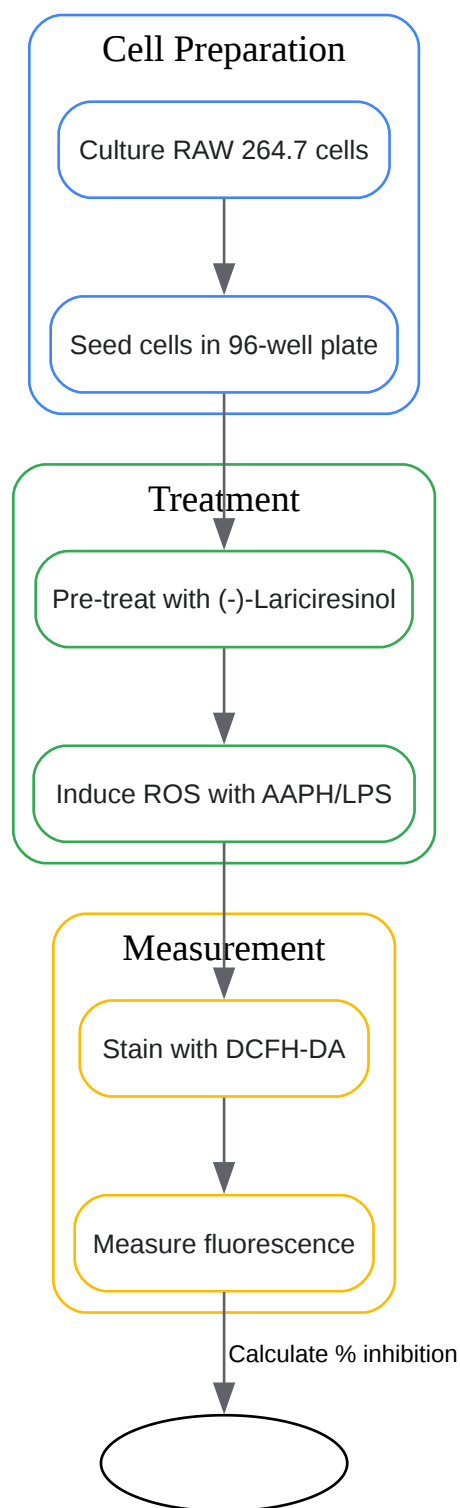 Cell Preparation
Culture RAW 264.7 cells
Seed cells in 96-well plate
Treatment
Pre-treat with (-)-Lariciresinol
Induce ROS with AAPH/LPS
Measurement
Stain with DCFH-DA
Measure fluorescence
Calculate % inhibition